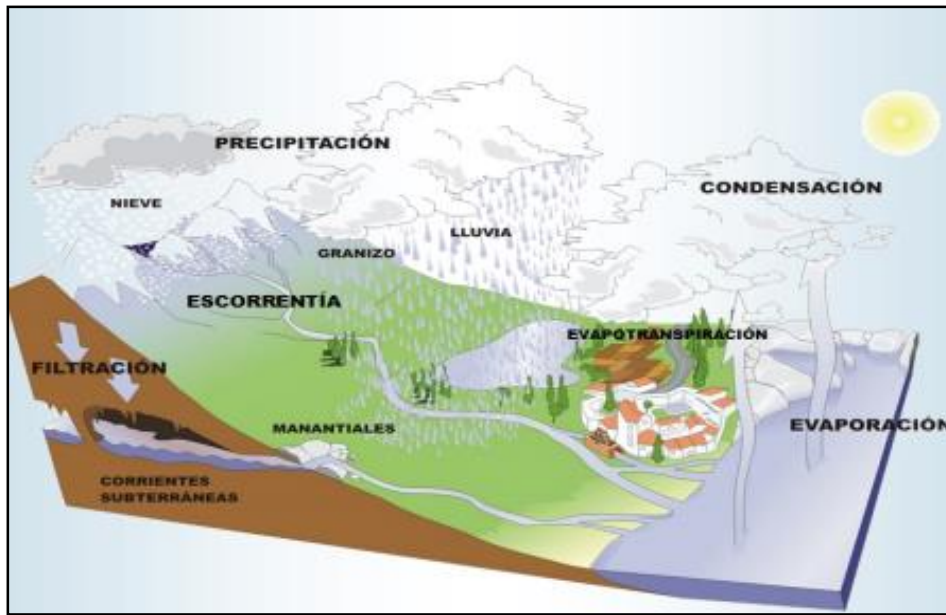 PRECIPITACIÓN
CONDENSACIÓN
NIEVE
LLUVIA
GRANIZO
ESCORRENTÍA
EVAPOTRANSPIRACIÓN
FILTRACIÓN
MANANTIALES
EVAPORACIÓN
CORRIENTES
SUBTERRÁNEAS